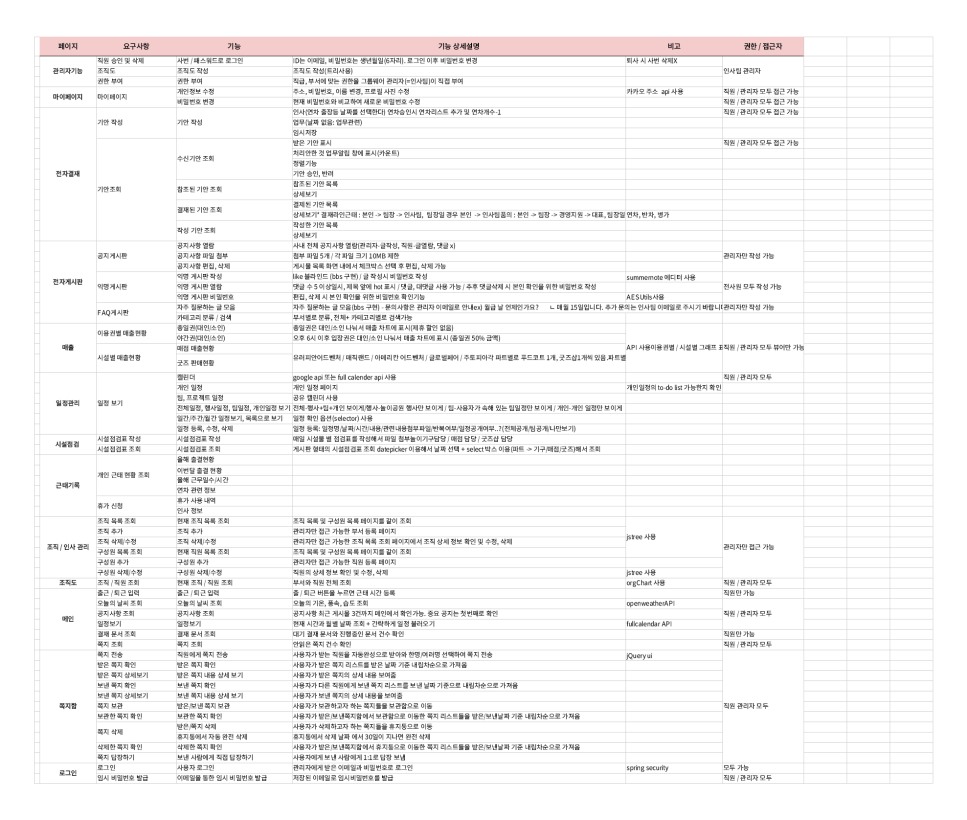 페이지 요구사항 기능 기능 상세설명 비고 권한 / 접근자
관리자기능 직원 승인 및 삭제 사번 / 패스워드로 로그인 ID는 이메일, 비밀번호는 생년월일(6자리). 로그인 이후 비밀번호 변경 퇴사 시 사번 삭제X 인사팀 관리자
조직도 조직도 작성 조직도 작성(트리사용)
권한 부여 권한 부여 직급, 부서에 맞는 권한을 그룹웨어 관리자(=인사팀)이 직접 부여
마이페이지 마이페이지 개인정보 수정 주소, 비밀번호, 이름 변경, 프로필 사진 수정 카카오 주소 api 사용 직원 / 관리자 모두 접근 가능
비밀번호 변경 현재 비밀번호와 비교하여 새로운 비밀번호 수정 직원 / 관리자 모두 접근 가능
전자결재 기안 작성 기안 작성 인사(연차 출장등 날짜를 선택한다) 연차승인시 연차리스트 추가 및 연차개수-1 직원 / 관리자 모두 접근 가능
업무(날짜 없음: 업무관련)
임시저장
기안조회 수신기안 조회 받은 기안 표시 직원 / 관리자 모두 접근 가능
처리안한 것 업무알림 창에 표시(카운트)
정렬기능
기안 승인, 반려
참조된 기안 조회 참조된 기안 목록
상세보기
결재된 기안 조회 결재된 기안 목록
상세보기* 결재라인근태 : 본인 -> 팀장 -> 인사팀, 팀장일 경우 본인 -> 인사팀품의 : 본인 -> 팀장 -> 경영지원 -> 대표, 팀장일 연차, 반차, 병가
작성 기안 조회 작성한 기안 목록
상세보기
전자게시판 공지게시판 공지사항 열람 사내 전체 공지사항 열람(관리자-글작성, 직원-글열람, 댓글 x) 관리자만 작성 가능
공지사항 파일 첨부 첨부 파일 5개 / 각 파일 크기 10MB 제한
공지사항 편집, 삭제 게시물 목록 화면 내에서 체크박스 선택 후 편집, 삭제 가능
익명게시판 익명 게시판 작성 like 블라인드 (bbs 구현) / 글 작성시 비밀번호 작성 summernote 에디터 사용 전사원 모두 작성 가능
익명 게시판 열람 댓글 수 5 이상일시, 제목 앞에 hot 표시 / 댓글, 대댓글 사용 가능 / 추후 댓글삭제 시 본인 확인을 위한 비밀번호 작성
익명 게시판 비밀번호 편집, 삭제 시 본인 확인을 위한 비밀번호 확인기능 AES Utils사용
FAQ게시판 자주 질문하는 글 모음 자주 질문하는 글 모음(bbs 구현) - 문의사항은 관리자 이메일로 안내ex) 월급 날 언제인가요? ㄴ 매월 15일입니다. 추가 문의는 인사팀 이메일로 주시기 바랍니 관리자만 작성 가능
카테고리 분류 / 검색 부서별로 분류, 전체+ 카테고리별로 검색가능
매출 이용권별 매출현황 종일권(대인/소인) 종일권은 대인/소인 나눠서 매출 차트에 표시(제휴 할인 없음) API 사용이용권별 / 시설별 그래프 표 직원 / 관리자 모두 뷰어만 가능
야간권(대인/소인) 오후 6시 이후 입장권은 대인/소인 나눠서 매출 차트에 표시 (종일권 50% 금액)
시설별 매출현황 매점 매출현황 유러피안어드벤처 / 매직랜드 / 아메리칸 어드벤처 / 글로벌페어 / 주토피아각 파트별로 푸드코트 1개, 굿즈샵1개씩 있음.파트별
굿즈 판매현황
일정관리 일정 보기 캘린더 google api 또는 full calender api 사용 직원 / 관리자 모두
개인 일정 개인 일정 페이지 개인일정의 to-do list 가능한지 확인
팀, 프로젝트 일정 공유 캘린더 사용
전체일정, 행사일정, 팀일정, 개인일정 보기 전체-행사+팀+개인 보이게/행사-놀이공원 행사만 보이게 / 팀-사용자가 속해 있는 팀일정만 보이게 / 개인-개인 일정만 보이게
일간/주간/월간 일정보기, 목록으로 보기 일정 확인 옵션(selector) 사용
일정 등록, 수정, 삭제 일정 등록: 일정명/날짜/시간/내용/관련내용첨부파일/반복여부/일정공개여부..?(전체공개/팀공개/나만보기)
시설점검 시설점검표 작성 시설점검표 작성 매일 시설물 별 점검표를 작성해서 파일 첨부놀이기구담당 / 매점 담당 / 굿즈샵 담당
시설점검표 조회 시설점검표 조회 게시판 형태의 시설점검표 조회 datepicker 이용해서 날짜 선택 + select 박스 이용(파트 -> 기구/매점/굿즈)해서 조회
근태기록 개인 근태 현황 조회 올해 출결현황
이번달 출결 현황
올해 근무일수/시간
연차 관련 정보
휴가 신청 휴가 사용 내역
인사 정보
조직 / 인사 관리 조직 목록 조회 현재 조직 목록 조회 조직 목록 및 구성원 목록 페이지를 같이 조회 jstree 사용 관리자만 접근 가능
조직 추가 조직 추가 관리자만 접근 가능한 부서 등록 페이지
조직 삭제/수정 조직 삭제/수정 관리자만 접근 가능한 조직 목록 조회 페이지에서 조직 상세 정보 확인 및 수정, 삭제
구성원 목록 조회 현재 직원 목록 조회 조직 목록 및 구성원 목록 페이지를 같이 조회
구성원 추가 구성원 추가 관리자만 접근 가능한 직원 등록 페이지
구성원 삭제/수정 구성원 삭제/수정 직원의 상세 정보 확인 및 수정, 삭제 jstree 사용
조직도 조직 / 직원 조회 현재 조직 / 직원 조회 부서와 직원 전체 조회 orgChart 사용 직원 / 관리자 모두
메인 출근 / 퇴근 입력 출근 / 퇴근 입력 출 / 퇴근 버튼을 누르면 근태 시간 등록 직원만 가능
오늘의 날씨 조회 오늘의 날씨 조회 오늘의 기온, 풍속, 습도 조회 openweatherAPI 직원 / 관리자 모두
공지사항 조회 공지사항 조회 공지사항 최근 게시물 3건까지 메인에서 확인가능. 중요 공지는 첫번째로 확인
일정보기 일정보기 현재 시간과 월별 날짜 조회 + 간략하게 일정 불러오기 fullcalendar API
결재 문서 조회 결재 문서 조회 대기 결재 문서와 진행중인 문서 건수 확인 직원만 가능
쪽지 조회 쪽지 조회 안읽은 쪽지 건수 확인 직원 / 관리자 모두
쪽지함 쪽지 전송 직원에게 쪽지 전송 사용자가 받는 직원을 자동완성으로 받아와 한명/여러명 선택하여 쪽지 전송 jQuery ui 직원 관리자 모두
받은 쪽지 확인 받은 쪽지 확인 사용자가 받은 쪽지 리스트를 받은 날짜 기준 내림차순으로 가져옴
받은 쪽지 상세보기 받은 쪽지 내용 상세 보기 사용자가 받은 쪽지의 상세 내용 보여줌
보낸 쪽지 확인 보낸 쪽지 확인 사용자가 다른 직원에게 보낸 쪽지 리스트를 보낸 날짜 기준으로 내림차순으로 가져옴
보낸 쪽지 상세보기 보낸 쪽지 내용 상세 보기 사용자가 보낸 쪽지의 상세 내용을 보여줌
쪽지 보관 받은/보낸 쪽지 보관 사용자가 보관하고자 하는 쪽지들을 보관함으로 이동
보관한 쪽지 확인 보관한 쪽지 확인 사용자가 받은/보낸쪽지함에서 보관함으로 이동한 쪽지 리스트들을 받은/보낸날짜 기준 내림차순으로 가져옴
쪽지 삭제 받은/보낸 쪽지 삭제 사용자가 삭제하고자 하는 쪽지들을 휴지통으로 이동
휴지통에서 자동 완전 삭제 휴지통에서 삭제 날짜 에서 30일이 지나면 완전 삭제
삭제한 쪽지 확인 삭제한 쪽지 확인 사용자가 받은/보낸쪽지함에서 휴지통으로 이동한 쪽지 리스트들을 받은/보낸날짜 기준 내림차순으로 가져옴
쪽지 답장하기 보낸 사람에게 직접 답장하기 사용자에게 보낸 사람에게 1:1로 답장 보냄
로그인 로그인 사용자 로그인 관리자에게 받은 이메일과 비밀번호로 로그인 spring security 모두 가능
임시 비밀번호 발급 이메일을 통한 임시 비밀번호 발급 저장된 이메일로 임시비밀번호를 발급 직원 / 관리자 모두